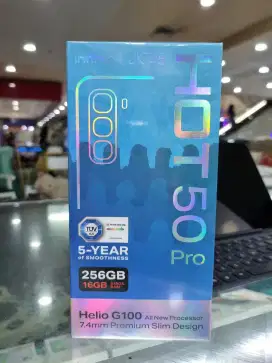 HOT 50
Pro
TÜV
5-YEAR
OF SMOOTHNESS
256GB
16GB
Helio G100 All New Processor
7.4mm Premium Slim Design